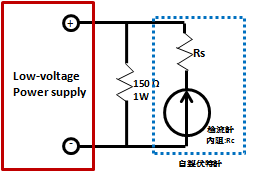 +
Low-voltage
Power supply
-
150 Ω
1W
Rs
檢流計
內阻:Rc
自製伏特計